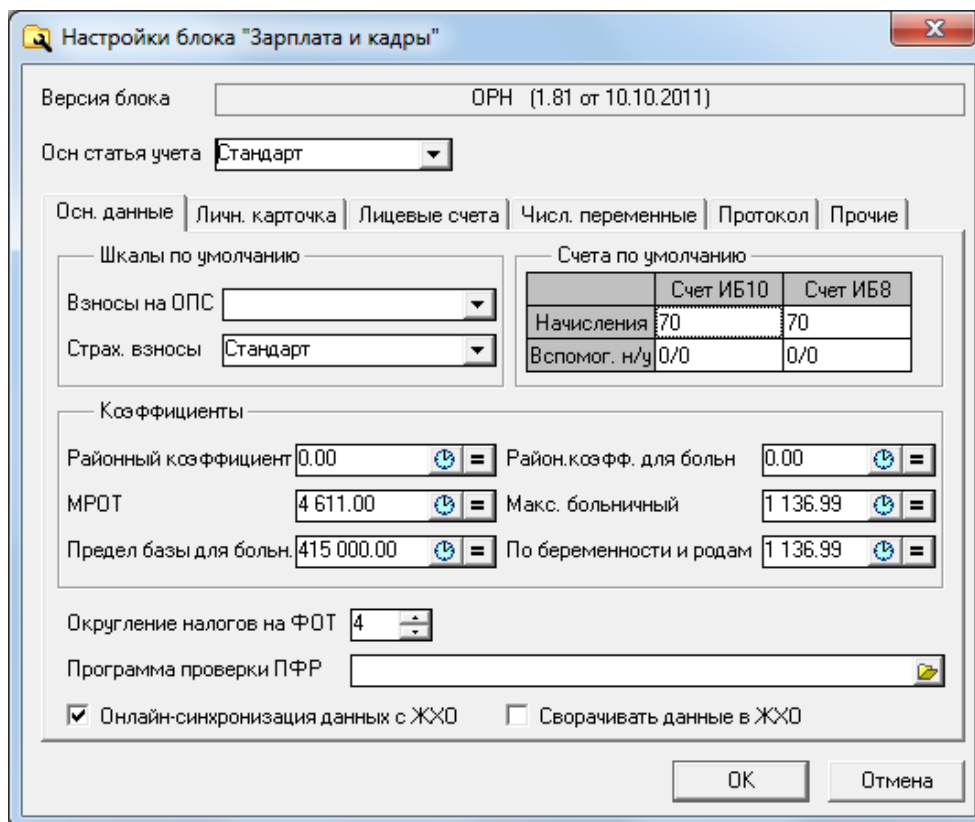 Настройки блока "Зарплата и кадры"
Версия блока ОРН (1.81 от 10.10.2011)
Осн статья учета Стандарт
Осн. данные Личн. карточка Лицевые счета Числ. переменные Протокол Прочие
Шкалы по умолчанию
Взносы на ОПС
Страх. взносы Стандарт
Счета по умолчанию
Счет ИБ10 Счет ИБ8
Начисления 70 70
Вспомог. н/у 0/0 0/0
Коэффициенты
Районный коэффициент 0.00 = Район.коэфф. для больн 0.00 =
МРОТ 4 611.00 = Макс. больничный 1 136.99 =
Предел базы для больн. 415 000.00 = По беременности и родам 1 136.99 =
Округление налогов на ФОТ 4
Программа проверки ПФР
Онлайн-синхронизация данных с ЖХО Сворачивать данные в ЖХО
OK Отмена